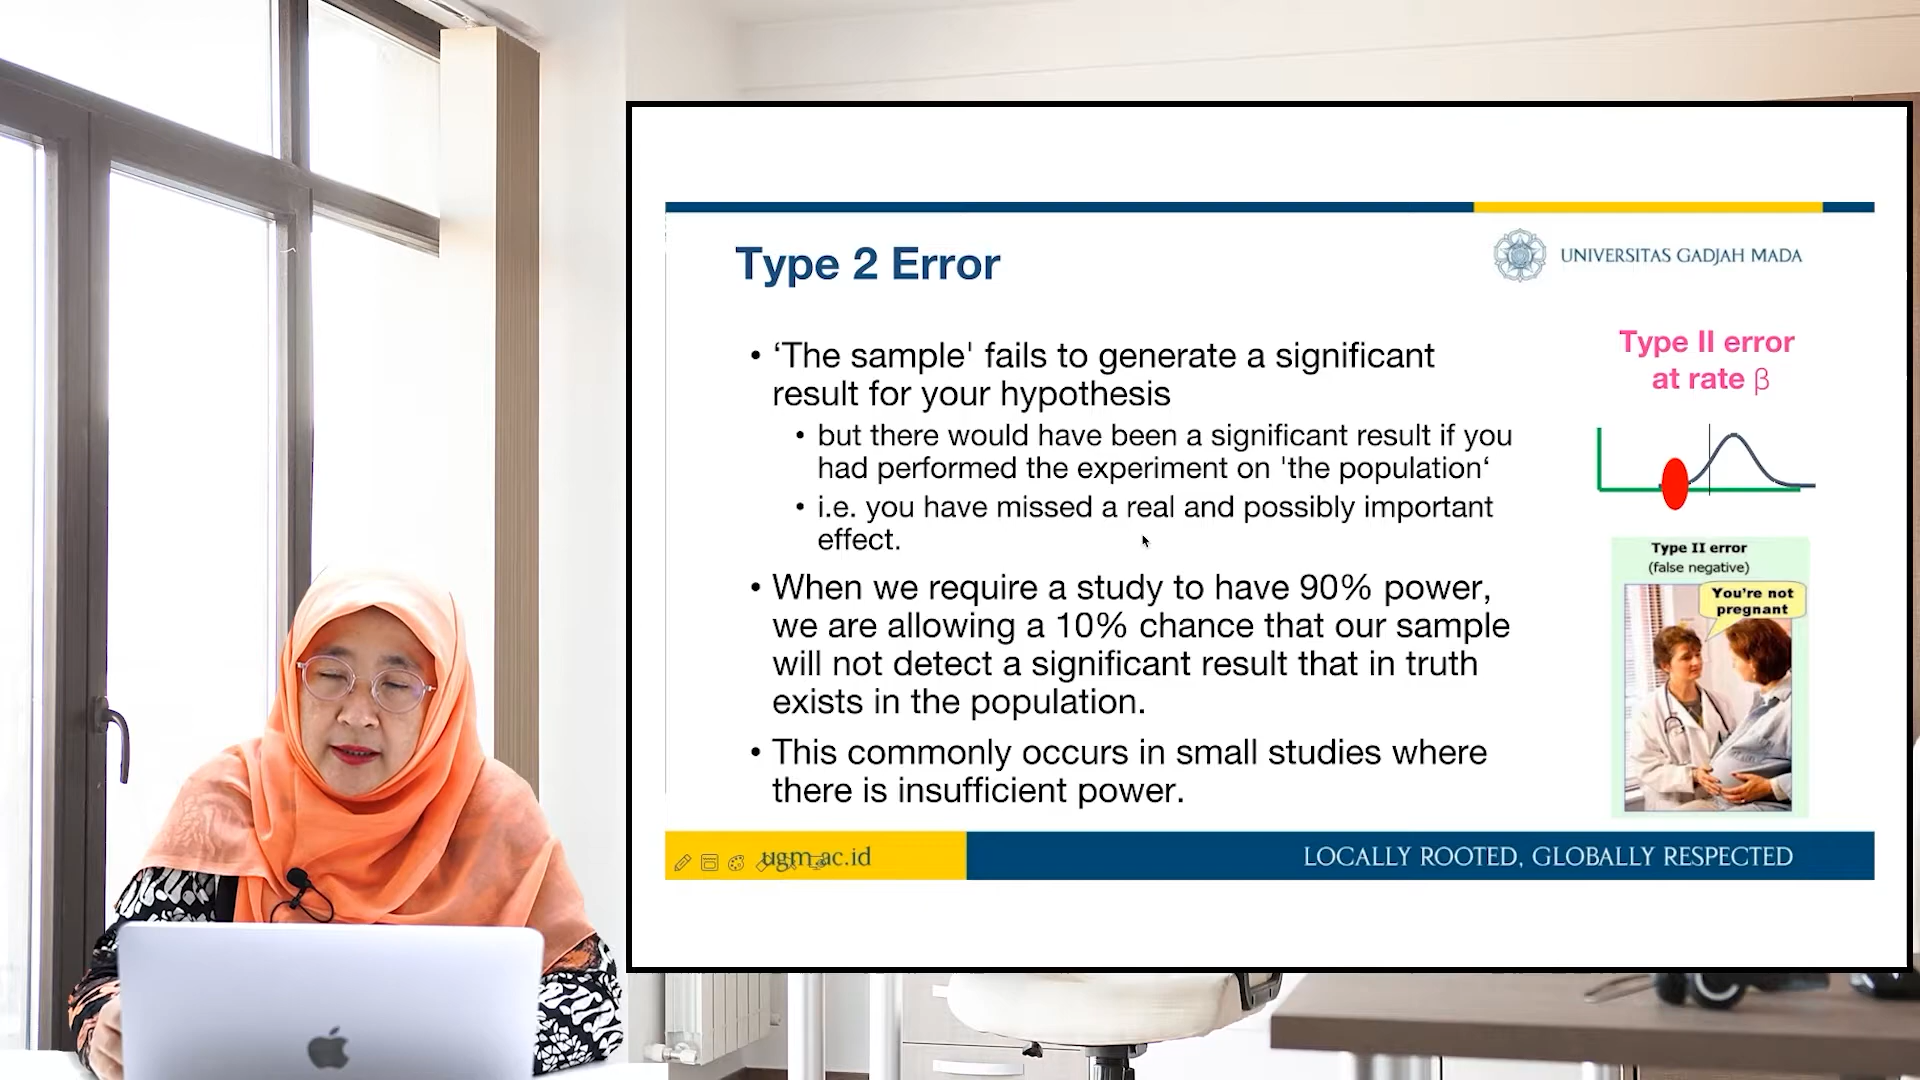 Type 2 Error
UNIVERSITAS GADJAH MADA
• ‘The sample' fails to generate a significant
result for your hypothesis
• but there would have been a significant result if you
had performed the experiment on 'the population‘
• i.e. you have missed a real and possibly important
effect.
• When we require a study to have 90% power,
we are allowing a 10% chance that our sample
will not detect a significant result that in truth
exists in the population.
• This commonly occurs in small studies where
there is insufficient power.
Type II error
at rate β
Type II error
(false negative)
You're not
pregnant
ugm.ac.id
LOCALLY ROOTED, GLOBALLY RESPECTED